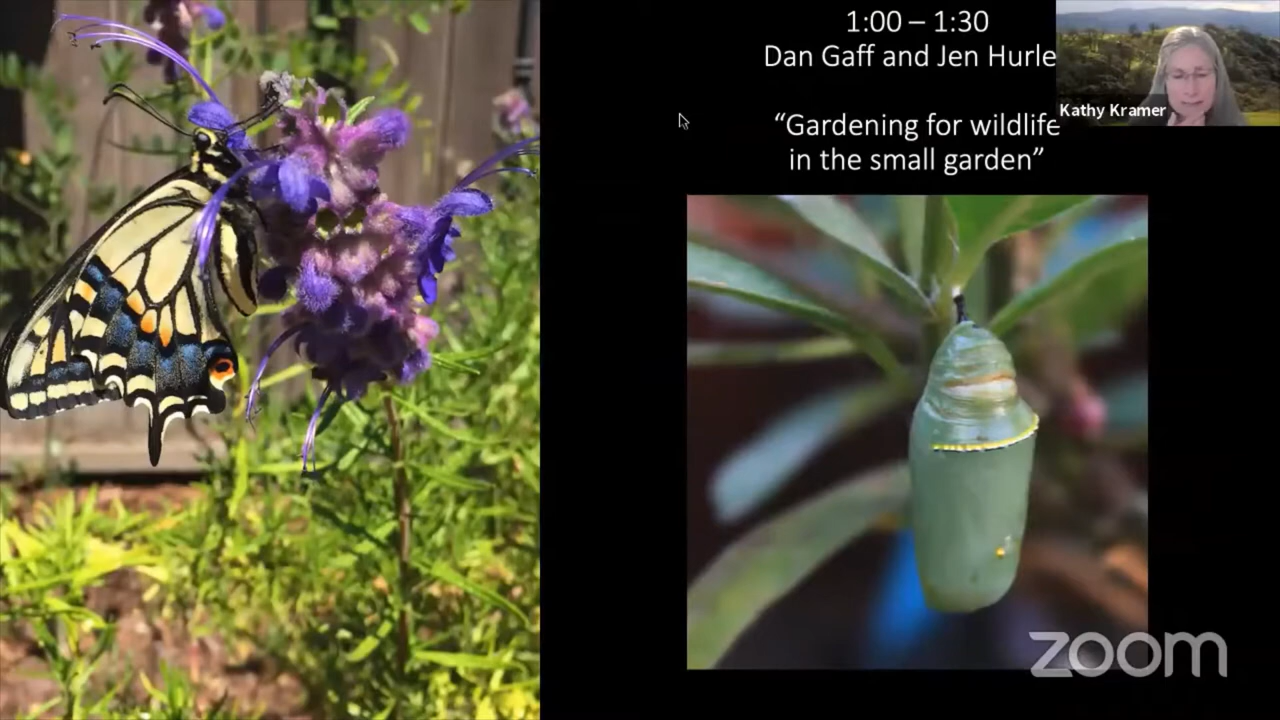 1:00 – 1:30
Dan Gaff and Jen Hurle
Kathy Kramer
“Gardening for wildlife
in the small garden”
zoom